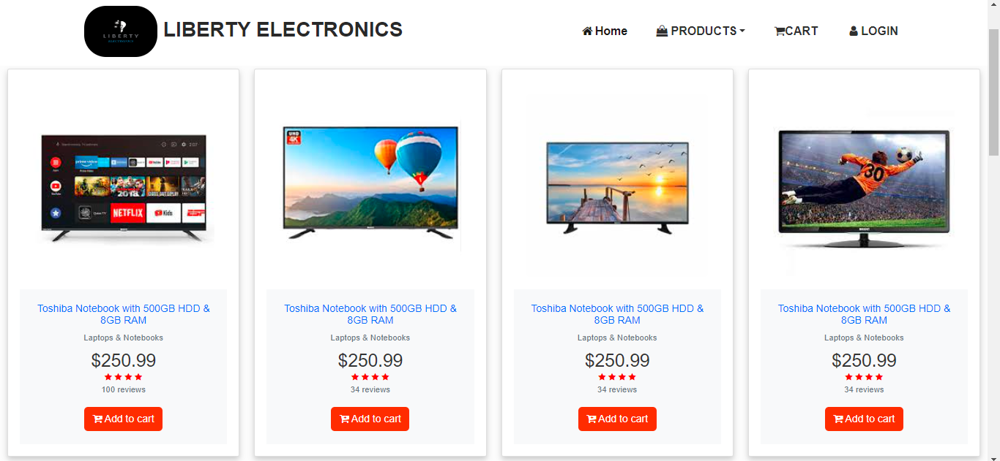 LIBERTY
ELECTRONICS
LIBERTY ELECTRONICS
Home
PRODUCTS
CART
LOGIN
2:07
prime video
YouTube
2018
NETFLIX
Kids
UHD
4K
30
Toshiba Notebook with 500GB HDD &
8GB RAM
Laptops & Notebooks
$250.99
100 reviews
Add to cart
Toshiba Notebook with 500GB HDD &
8GB RAM
Laptops & Notebooks
$250.99
34 reviews
Add to cart
Toshiba Notebook with 500GB HDD &
8GB RAM
Laptops & Notebooks
$250.99
34 reviews
Add to cart
Toshiba Notebook with 500GB HDD &
8GB RAM
Laptops & Notebooks
$250.99
34 reviews
Add to cart